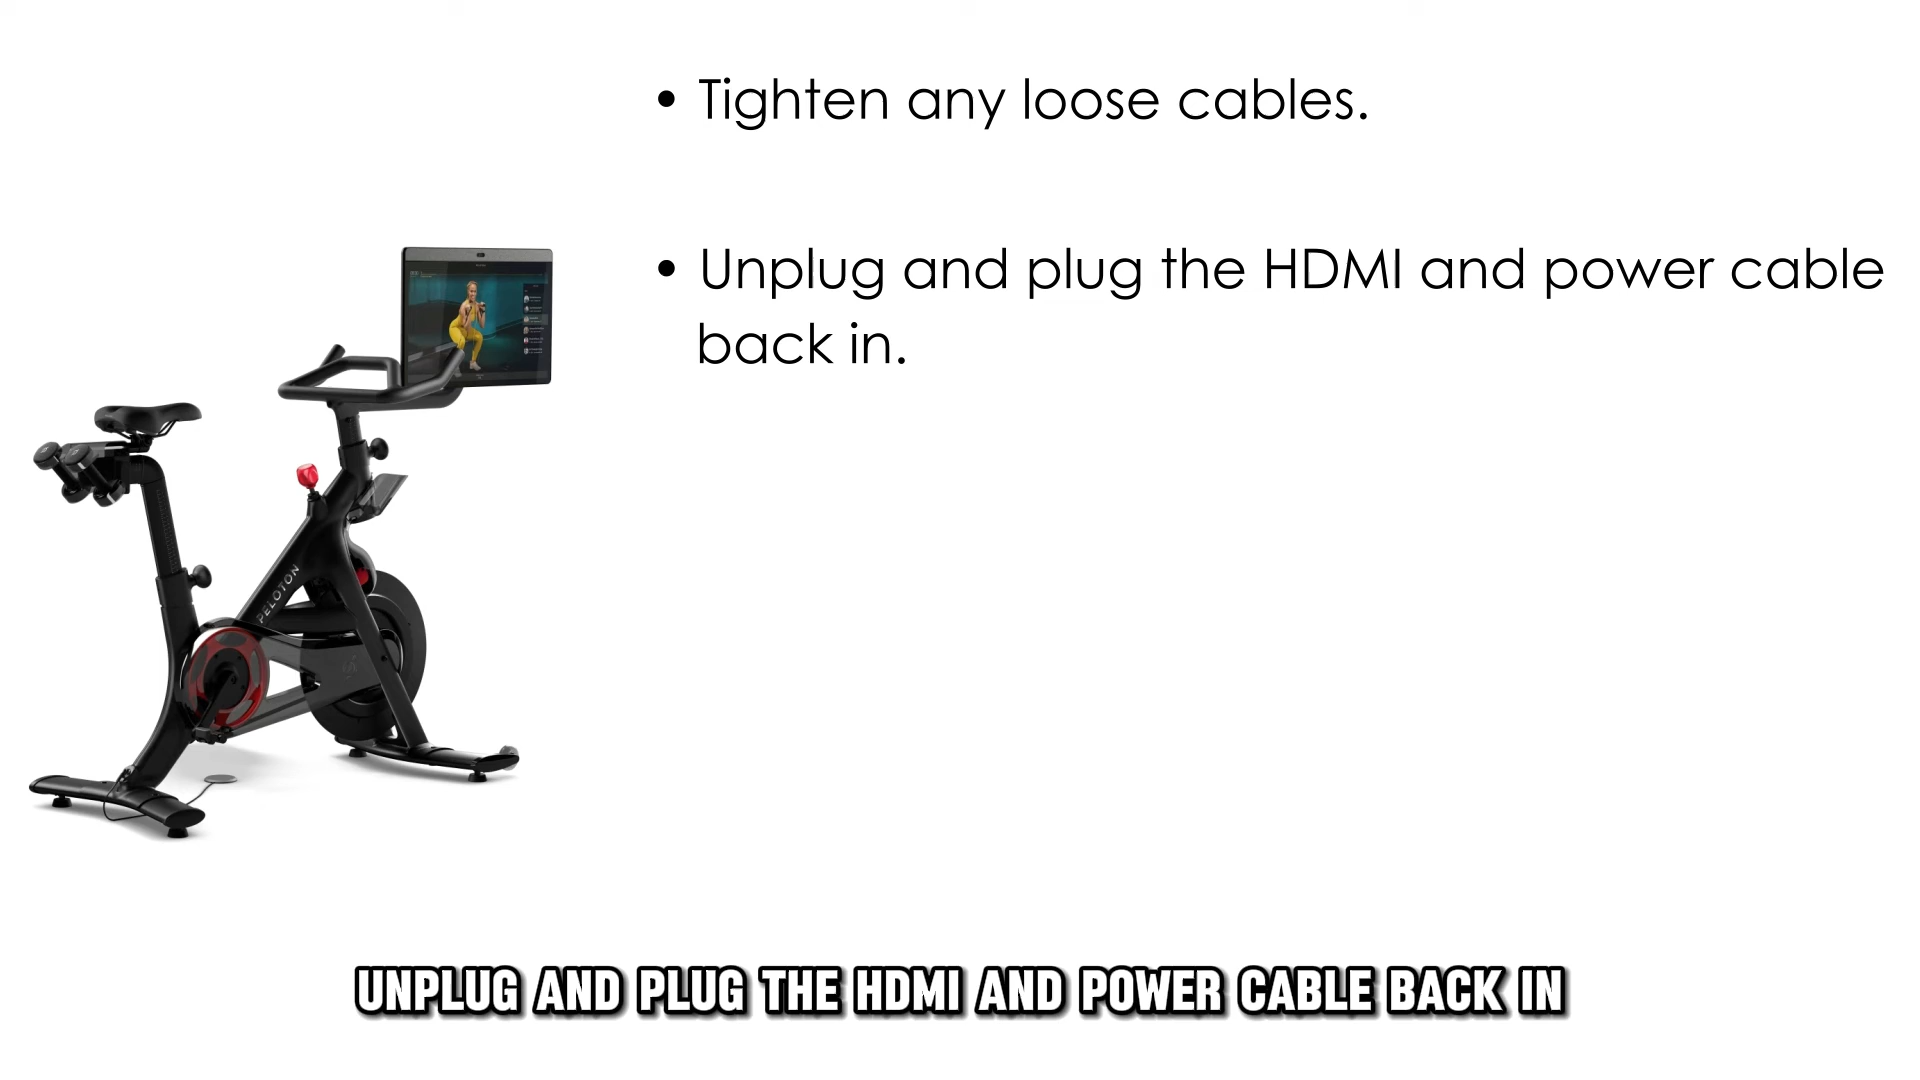 • Tighten any loose cables.
• Unplug and plug the HDMI and power cable
back in.
PELOTON
UNPLUG AND PLUG THE HDMI AND POWER CABLE BACK IN